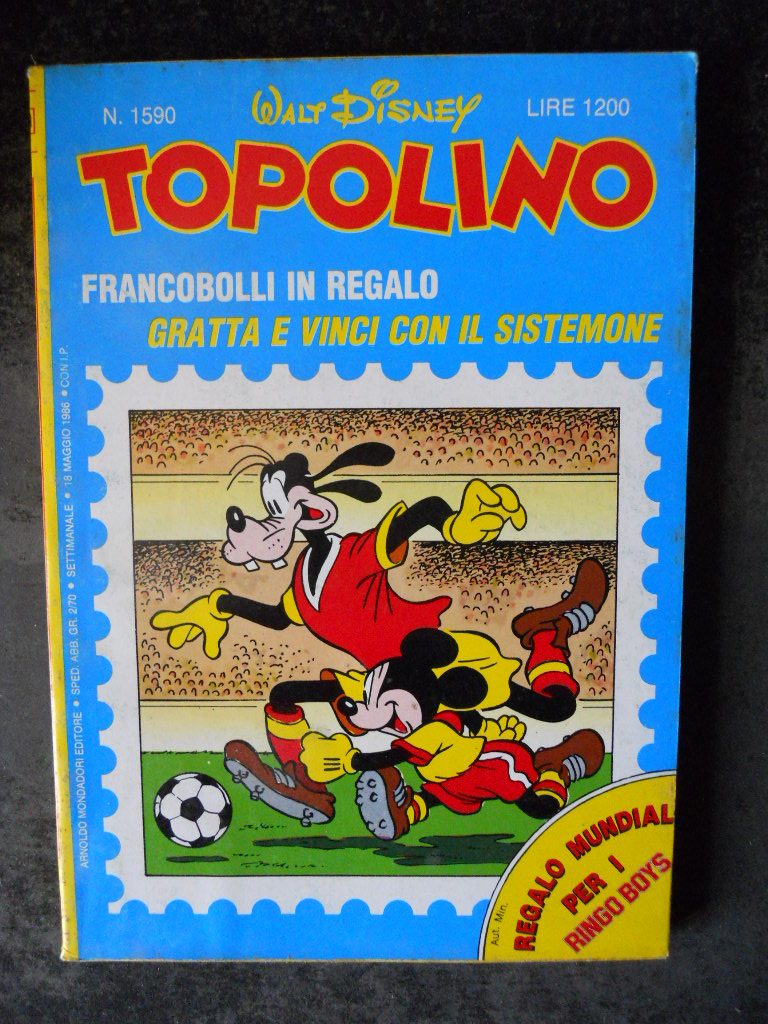 N. 1590
WALT DISNEY
LIRE 1200
TOPOLINO
FRANCOBOLLI IN REGALO
GRATTA E VINCI CON IL SISTEMONE
ARNOLDO MONDADORI EDITORE • SPED. ABB. GR. 2/70 • SETTIMANALE • 18 MAGGIO 1986 • CON I.P.
REGALO MUNDIAL
PER I
RINGO BOYS
Aut. Min.